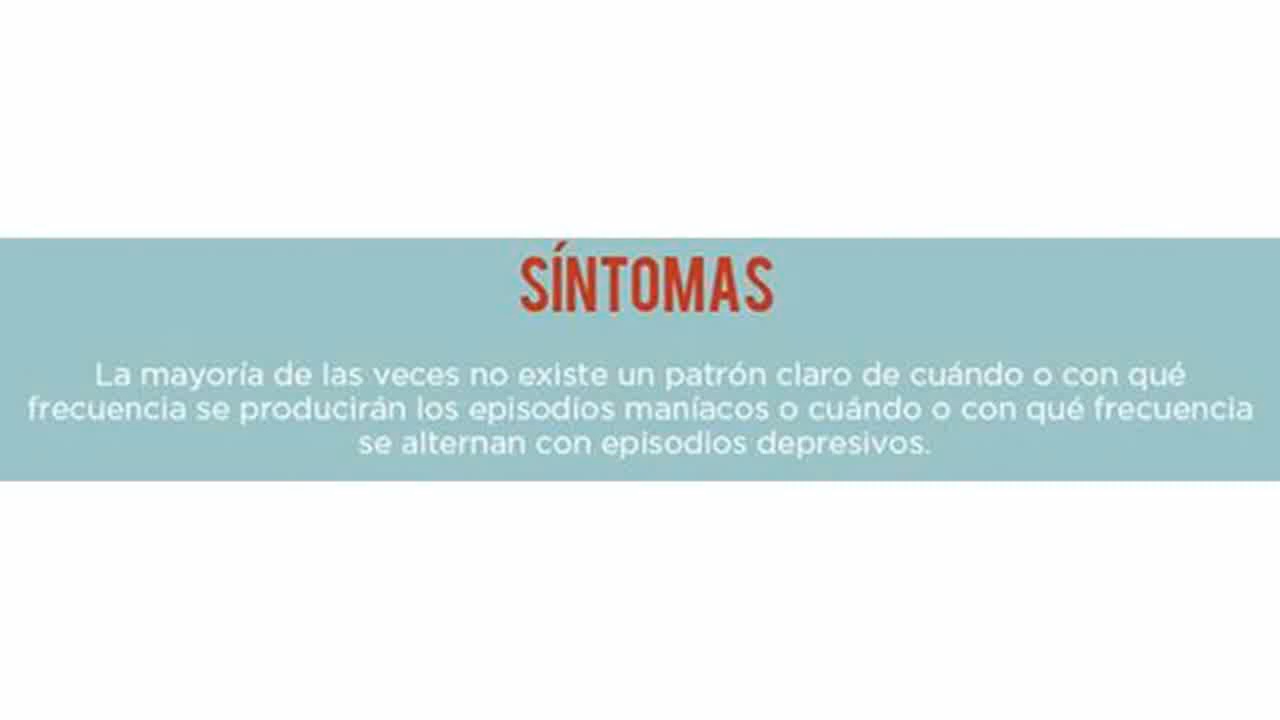 SÍNTOMAS
La mayoría de las veces no existe un patrón claro de cuándo o con qué
frecuencia se producirán los episodios maníacos o cuándo o con qué frecuencia
se alternan con episodios depresivos.